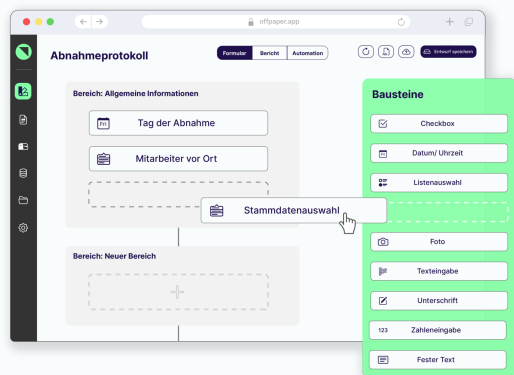 offpaper.app
Abnahmeprotokoll
Formular Bericht Automation
Entwurf speichern
Bereich: Allgemeine Informationen
Fri Tag der Abnahme
Mitarbeiter vor Ort
Stammdatenauswahl
Bereich: Neuer Bereich
Bausteine
Checkbox
Datum/ Uhrzeit
Listenauswahl
Foto
Texteingabe
Unterschrift
123 Zahleneingabe
Fester Text